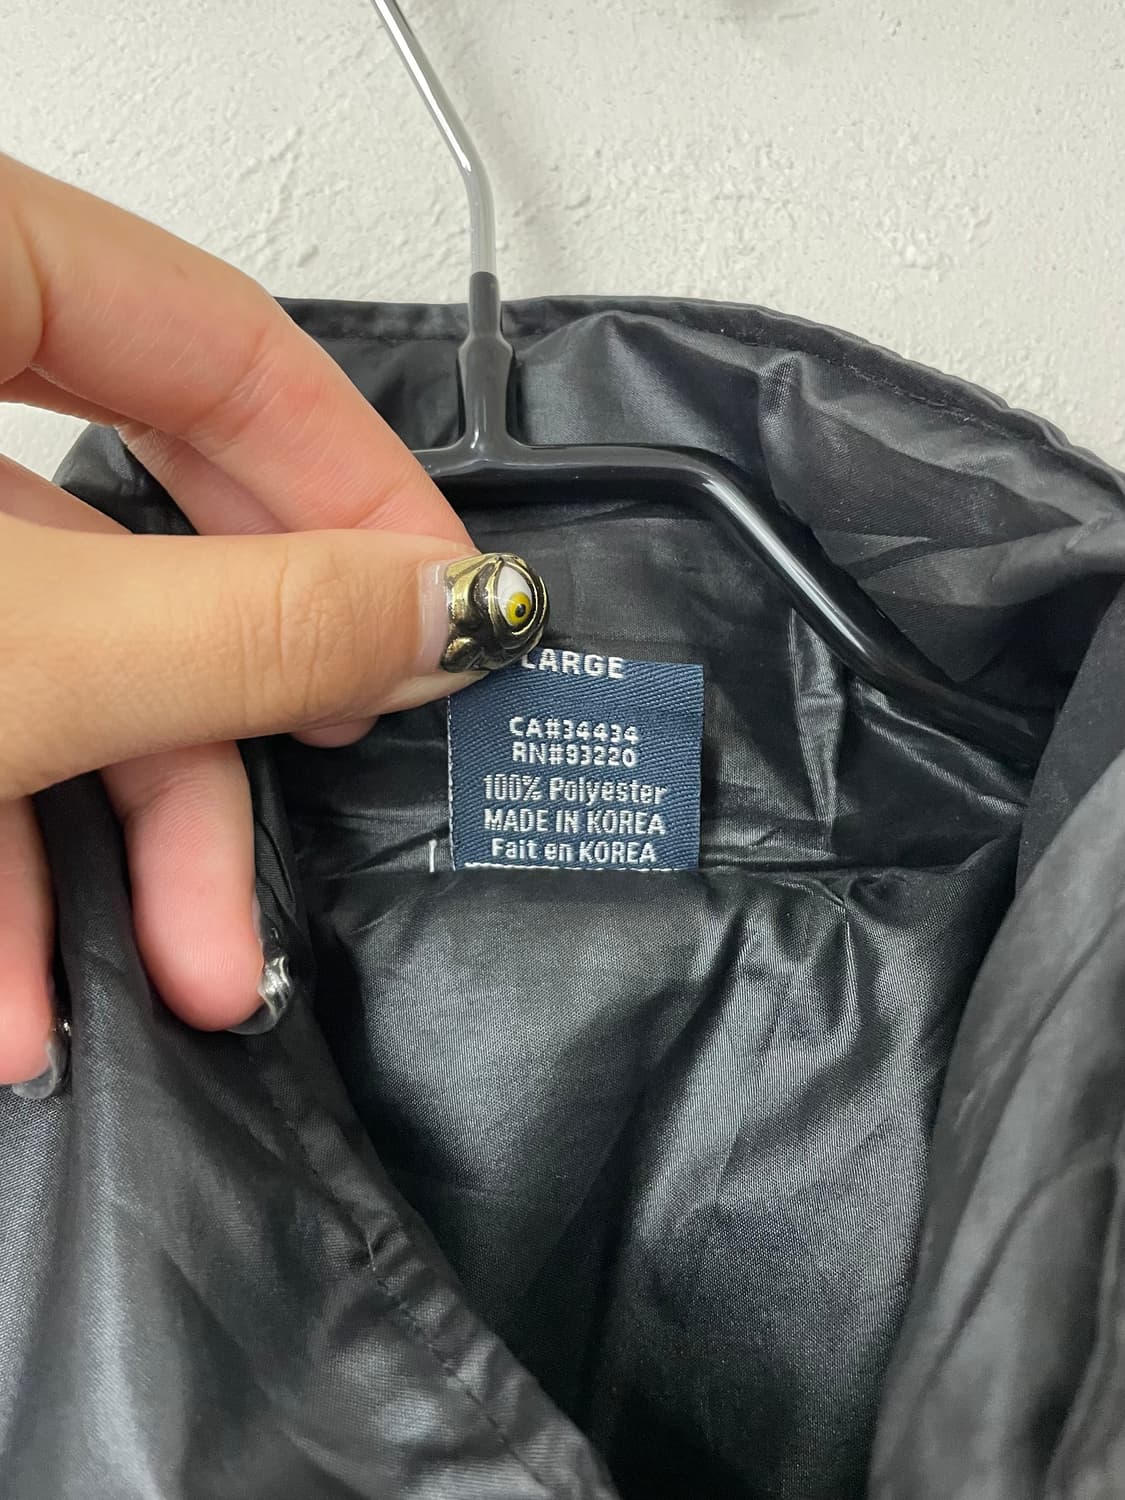 LARGE
CA#34434
RN#93220
100% Polyester
MADE IN KOREA
Fait en KOREA